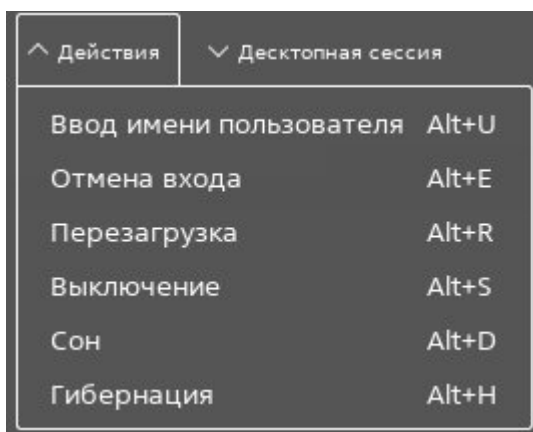 Действия Десктопная сессия
Ввод имени пользователя Alt+U
Отмена входа Alt+E
Перезагрузка Alt+R
Выключение Alt+S
Сон Alt+D
Гибернация Alt+H